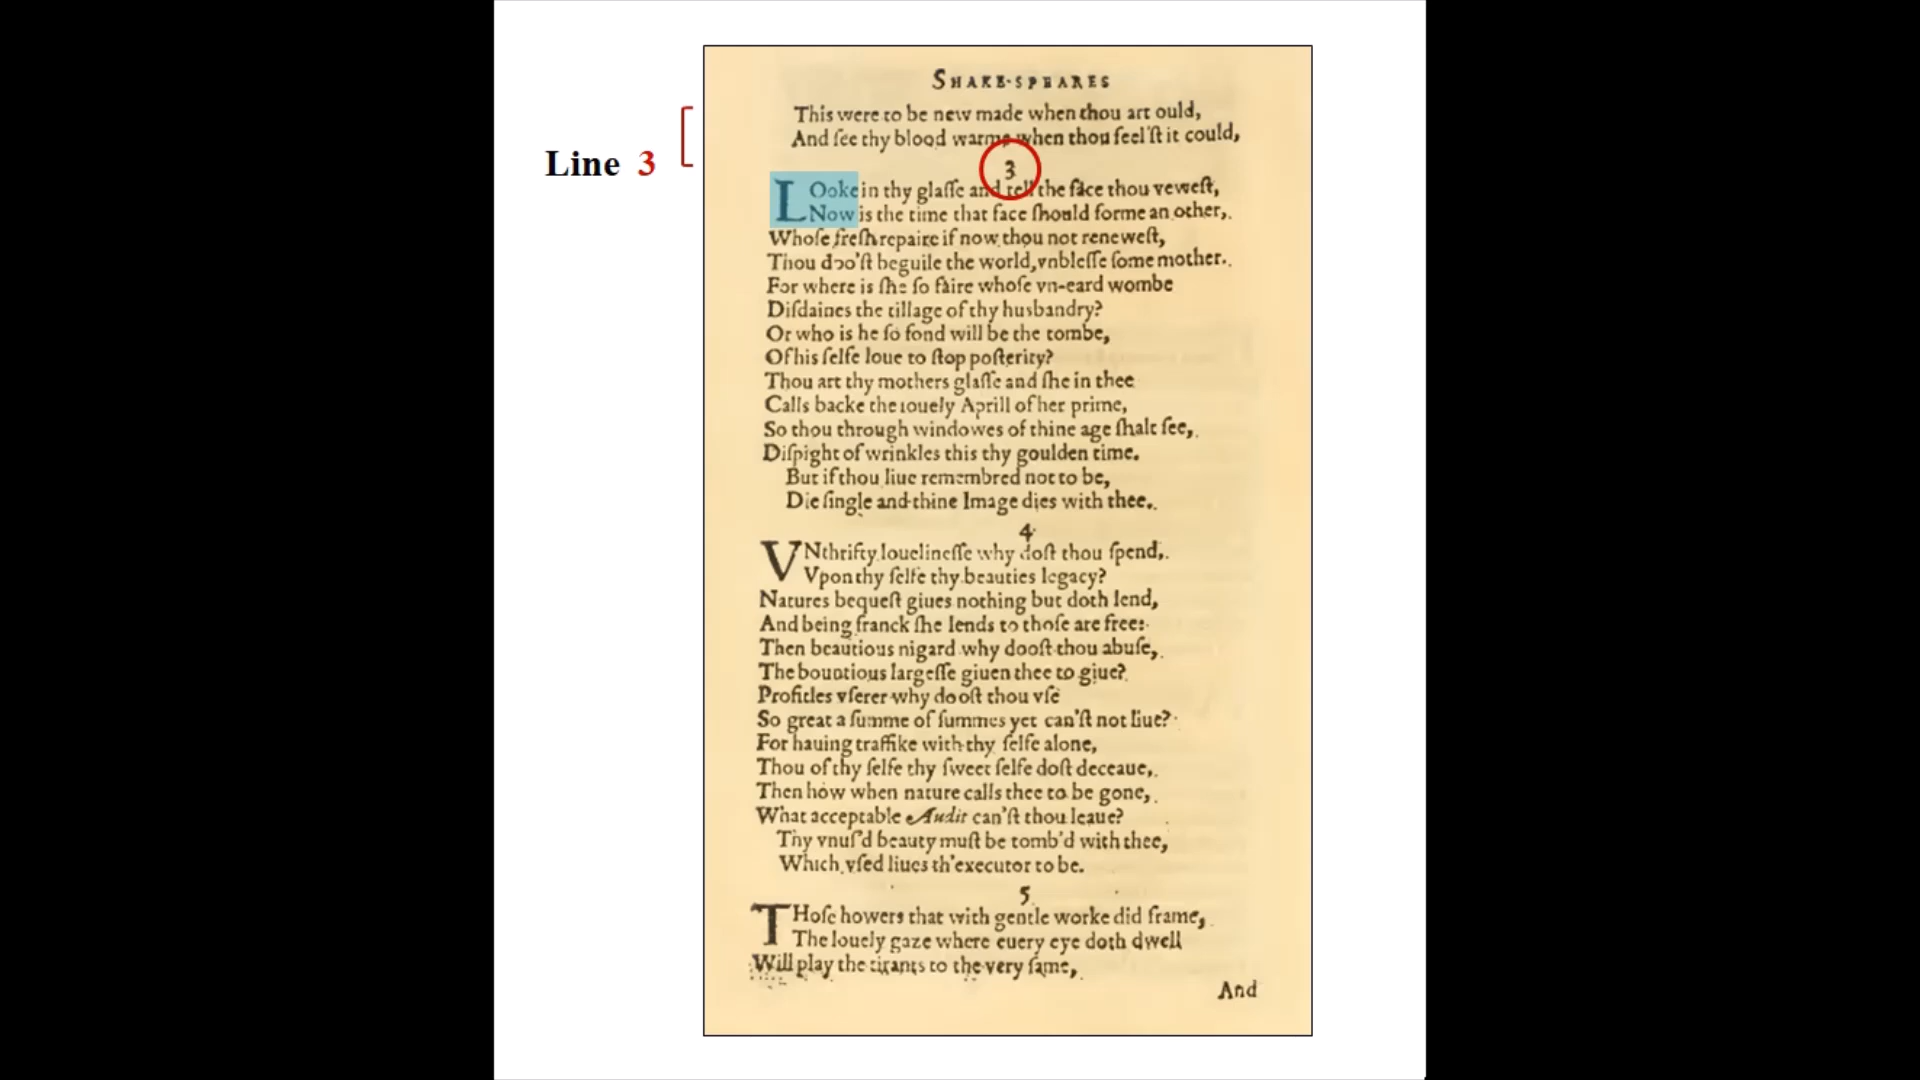 SHAKE-SPEARES
This were to be new made when thou art ould,
And ſee thy blood warme when thou feel'ſt it could,
Line 3
3
LOoke in thy glaſſe and tell the face thou veweſt,
Now is the time that face ſhould forme an other,
Whoſe freſh repaire if now thou not reneweſt,
Thou doo'ſt beguile the world,vnbleſſe ſome mother.
For where is ſhe ſo faire whoſe vn-eard wombe
Diſdaines the tillage of thy husbandry?
Or who is he ſo fond will be the tombe,
Of his ſelfe loue to ſtop poſterity?
Thou art thy mothers glaſſe and ſhe in thee
Calls backe the louely Aprill of her prime,
So thou through windowes of thine age ſhalt ſee,
Diſpight of wrinkles this thy goulden time.
But if thou liue remembred not to be,
Die ſingle and thine Image dies with thee.
4
VNthrifty louelineſſe why doſt thou ſpend,
Vpon thy ſelfe thy beauties legacy?
Natures bequeſt giues nothing but doth lend,
And being franck ſhe lends to thoſe are free:
Then beautious nigard why dooſt thou abuſe,
The bountious largeſſe giuen thee to giue?
Profitles vſerer why dooſt thou vſe
So great a ſumme of ſummes yet can'ſt not liue?
For hauing traffike with thy ſelfe alone,
Thou of thy ſelfe thy ſweet ſelfe doſt deceaue,
Then how when nature calls thee to be gone,
What acceptable Audit can'ſt thou leaue?
Thy vnuſ'd beauty muſt be tomb'd with thee,
Which vſed liues th'executor to be.
5
THoſe howers that with gentle worke did frame,
The louely gaze where euery eye doth dwell
Will play the tirants to the very ſame,
And